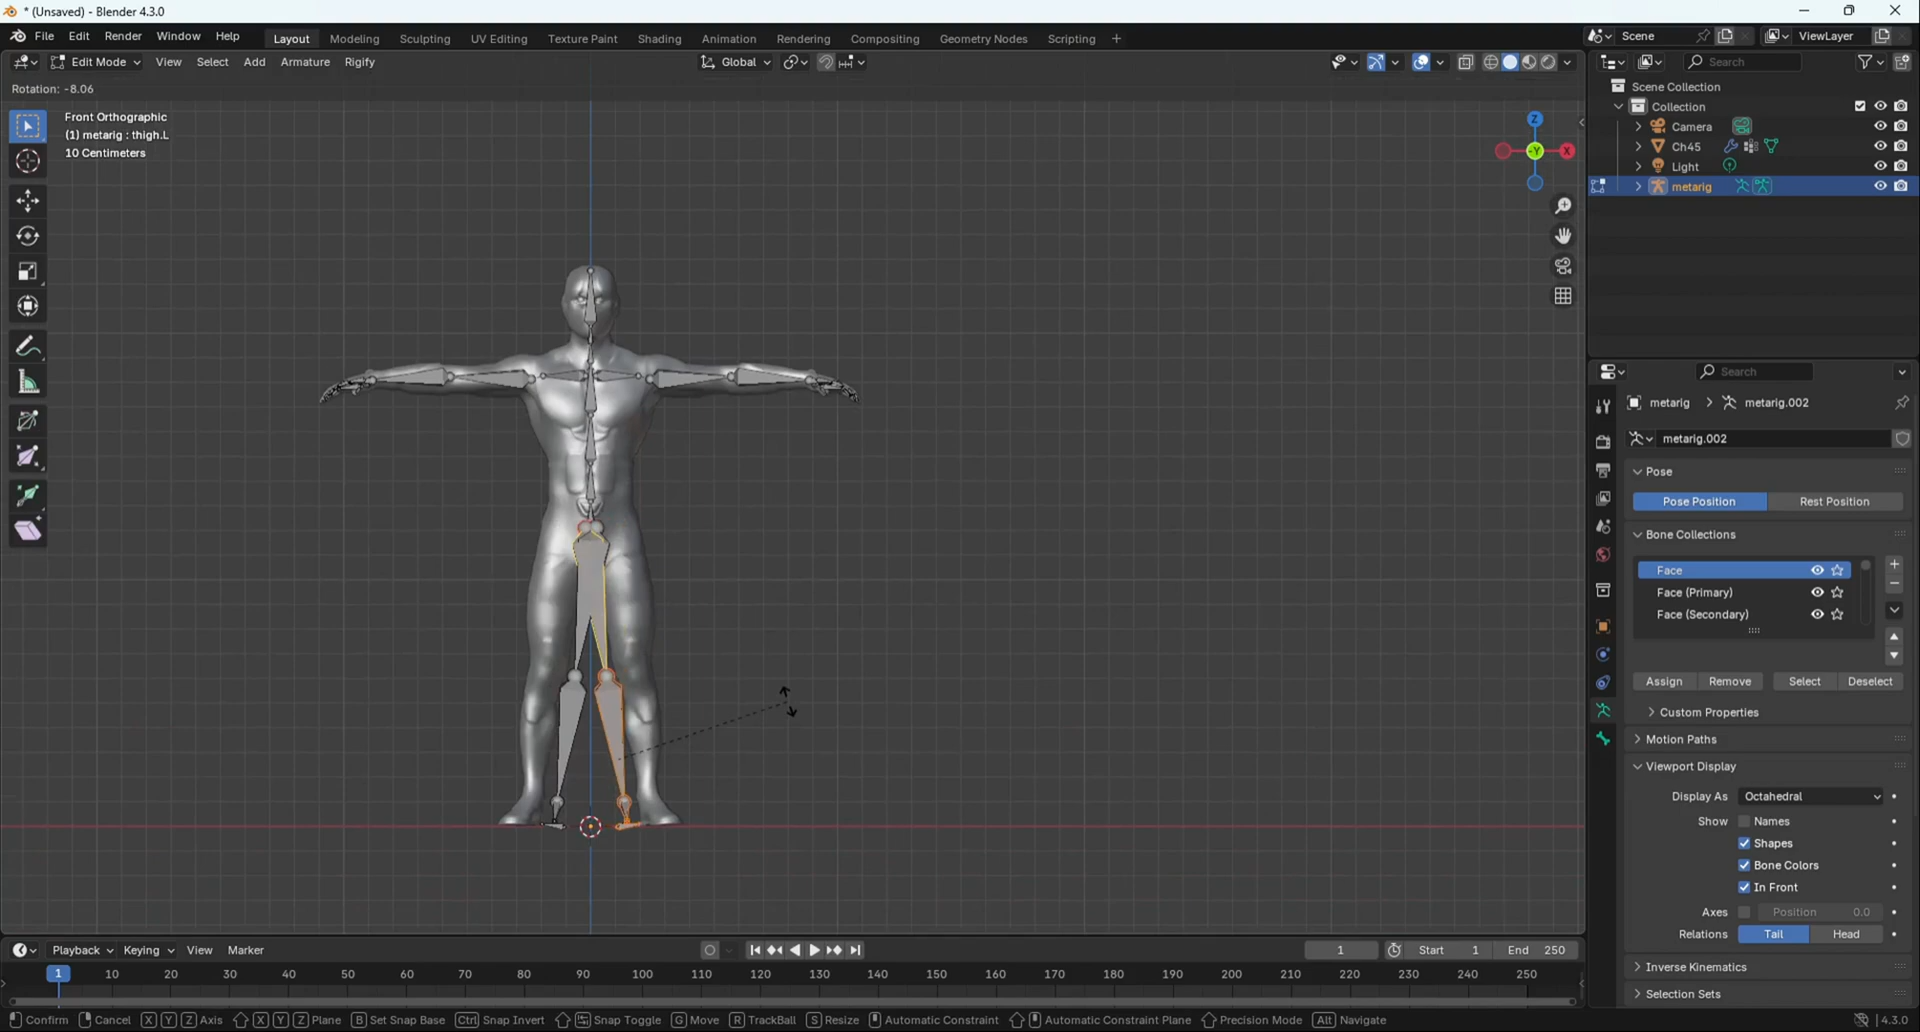 * (Unsaved) - Blender 4.3.0
File Edit Render Window Help Layout Modeling Sculpting UV Editing Texture Paint Shading Animation Rendering Compositing Geometry Nodes Scripting + Scene ViewLayer
Edit Mode View Select Add Armature Rigify Global Search
Rotation: -8.06
Scene Collection
Front Orthographic
(1) metarig : thigh.L
10 Centimeters
Z
X
-Y
Collection
Camera
Ch45
Light
metarig
Search
metarig > metarig.002
metarig.002
Pose
Pose Position Rest Position
Bone Collections
Face
Face (Primary)
Face (Secondary)
Assign Remove Select Deselect
Custom Properties
Motion Paths
Viewport Display
Display As Octahedral
Show Names
Shapes
Bone Colors
In Front
Axes Position 0.0
Relations Tail Head
Inverse Kinematics
Selection Sets
Playback Keying View Marker 1 Start 1 End 250
1 10 20 30 40 50 60 70 80 90 100 110 120 130 140 150 160 170 180 190 200 210 220 230 240 250
Confirm Cancel X Y Z Axis X Y Z Plane B Set Snap Base Ctrl Snap Invert Snap Toggle G Move R TrackBall S Resize Automatic Constraint Automatic Constraint Plane Precision Mode Alt Navigate 4.3.0